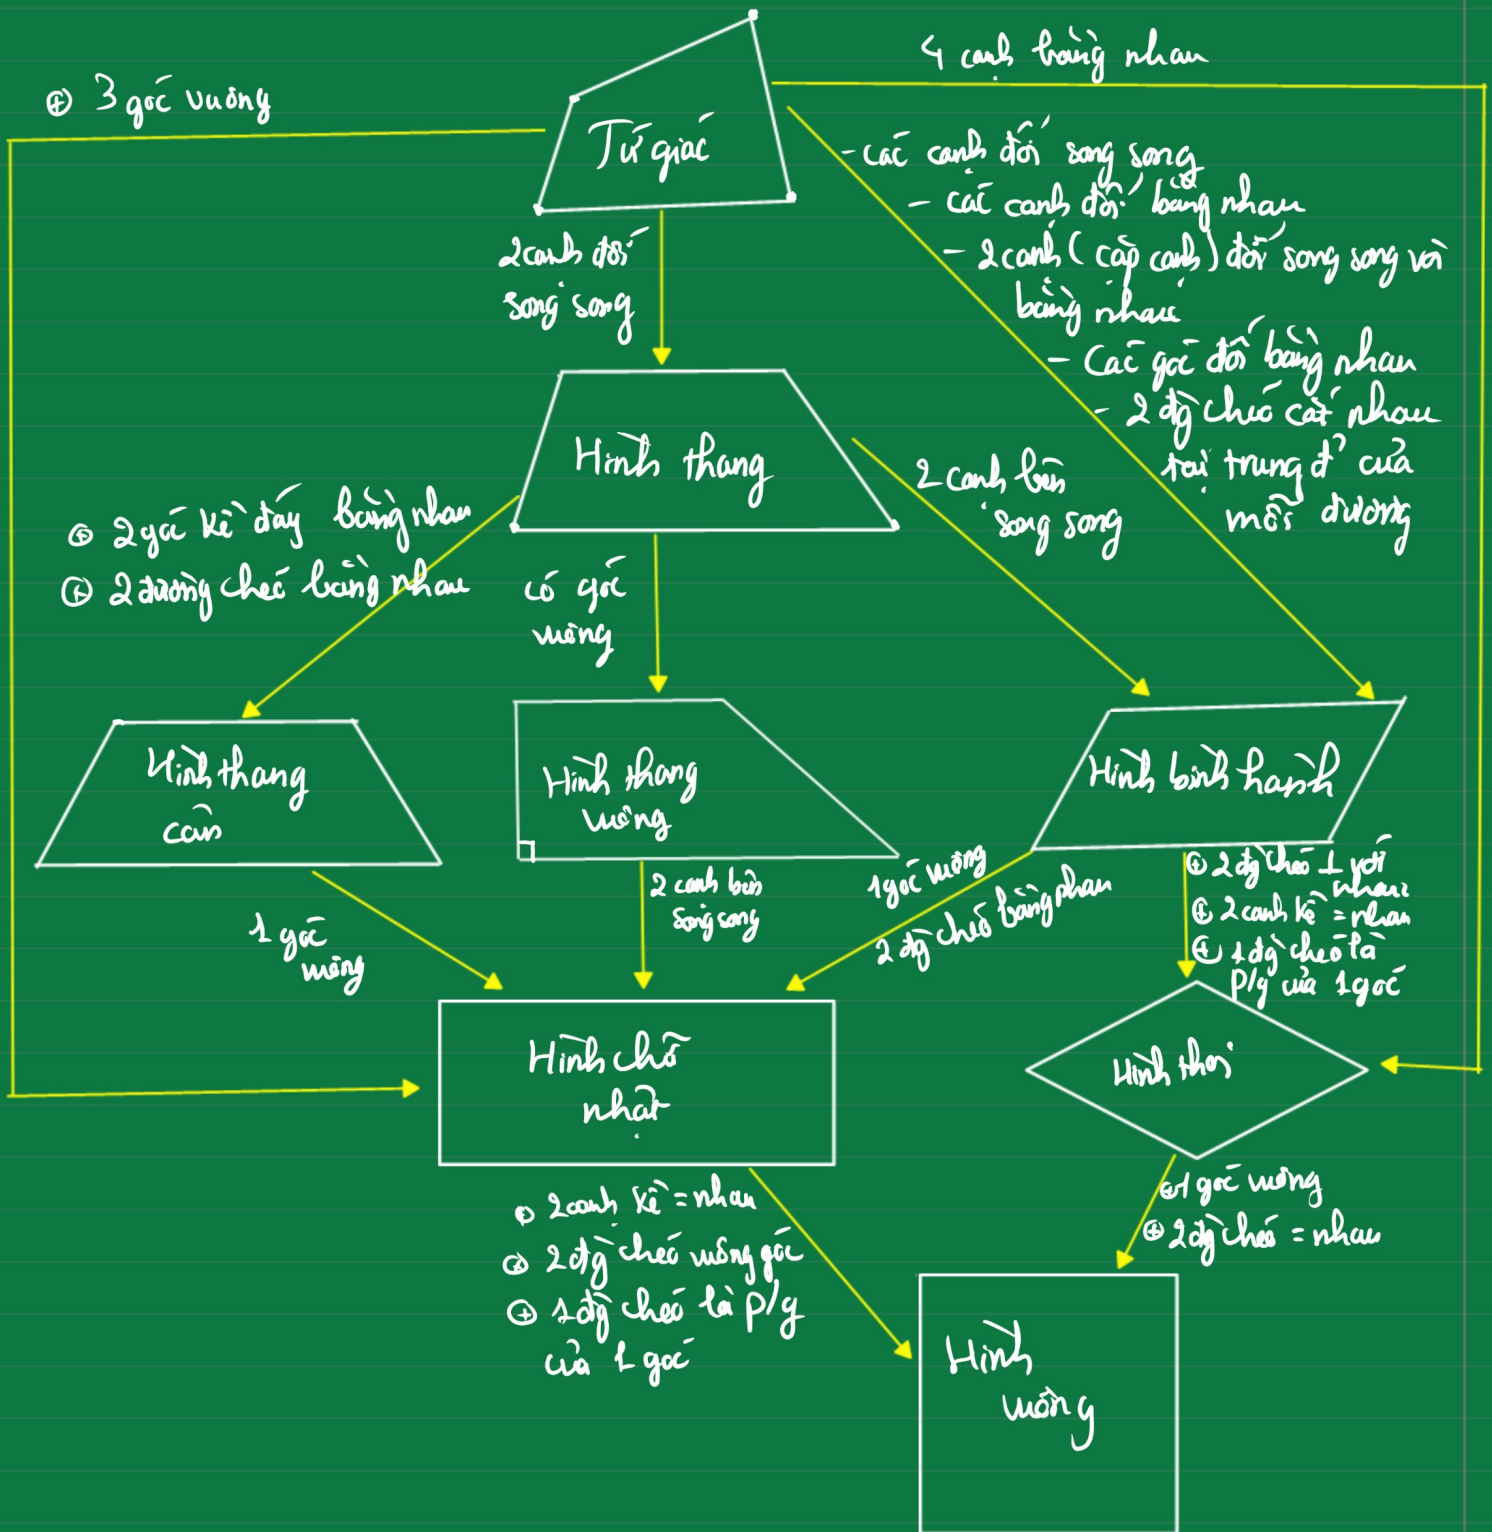 4 cạnh bằng nhau
⊕ 3 góc vuông
Tứ giác
- các cạnh đối song song
- các cạnh đối bằng nhau
- 2 cạnh (cặp cạnh) đối song song và
bằng nhau
- Các góc đối bằng nhau
- 2 đg chéo cắt nhau
tại trung đ' của
mỗi đường
2 cạnh đối
song song
Hình thang
2 cạnh bên
song song
⊕ 2 góc kề đáy bằng nhau
⊕ 2 đường chéo bằng nhau
có góc
vuông
Hình thang
cân
Hình thang
vuông
Hình bình hành
1 góc
vuông
2 cạnh bên
song song
1 góc vuông
2 đg chéo bằng nhau
⊕ 2 đg chéo ⊥ với
nhau
⊕ 2 cạnh kề = nhau
⊕ 1 đg chéo là
p/g của 1 góc
Hình chữ
nhật
Hình thoi
⊕ 2 cạnh kề = nhau
⊕ 2 đg chéo vuông góc
⊕ 1 đg chéo là p/g
của 1 góc
⊕ 1 góc vuông
⊕ 2 đg chéo = nhau
Hình
vuông